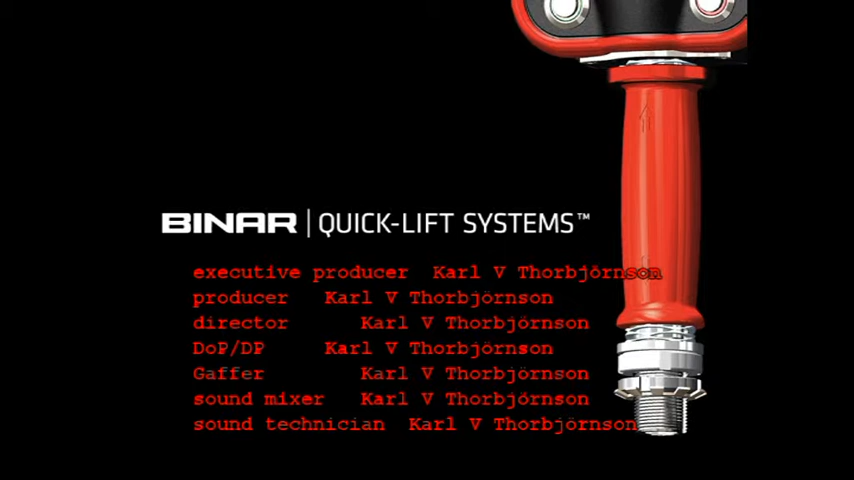 BINAR | QUICK-LIFT SYSTEMS™
executive producer Karl V Thorbjörnson
producer Karl V Thorbjörnson
director Karl V Thorbjörnson
DoP/DP Karl V Thorbjörnson
Gaffer Karl V Thorbjörnson
sound mixer Karl V Thorbjörnson
sound technician Karl V Thorbjörnson